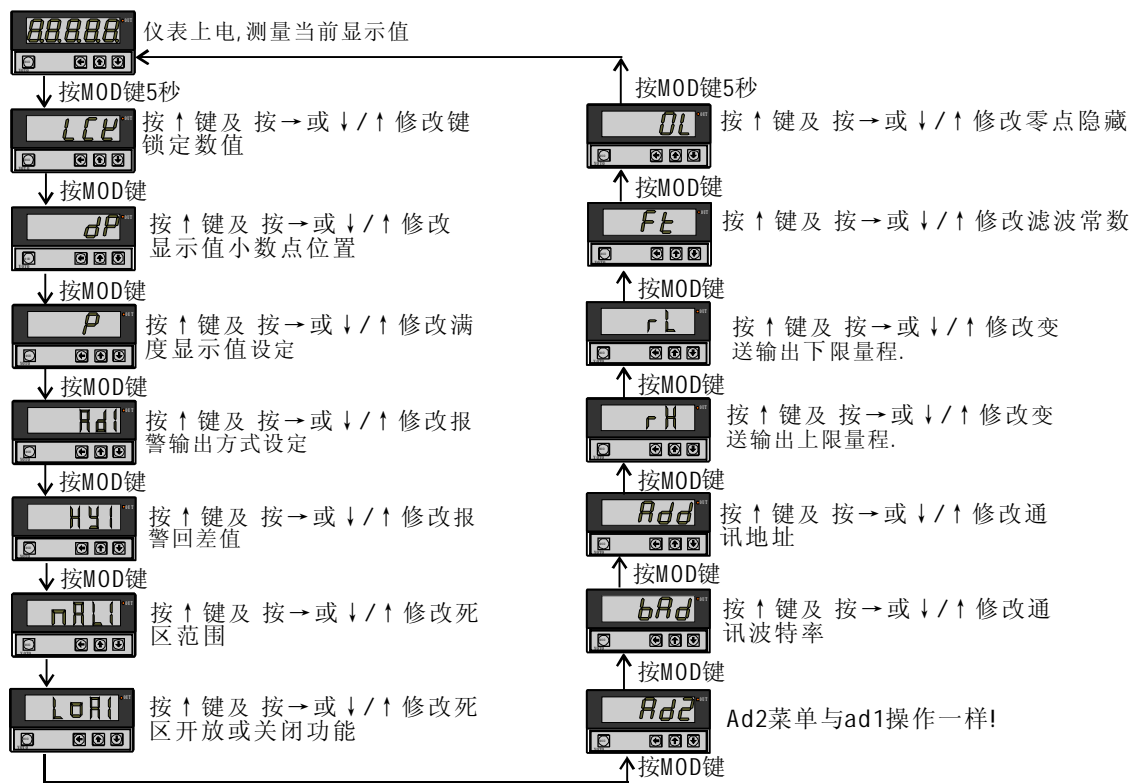 88888
仪表上电,测量当前显示值
按MOD键5秒
LCK
按↑键及 按→或↓/↑修改键
锁定数值
按MOD键
dP
按↑键及 按→或↓/↑修改
显示值小数点位置
按MOD键
P
按↑键及 按→或↓/↑修改满
度显示值设定
按MOD键
Ad1
按↑键及 按→或↓/↑修改报
警输出方式设定
按MOD键
HY1
按↑键及 按→或↓/↑修改报
警回差值
按MOD键
nAL1
按↑键及 按→或↓/↑修改死
区范围
LoA1
按↑键及 按→或↓/↑修改死
区开放或关闭功能
按MOD键5秒
OL
按↑键及 按→或↓/↑修改零点隐藏
按MOD键
Ft
按↑键及 按→或↓/↑修改滤波常数
按MOD键
rL
按↑键及 按→或↓/↑修改变
送输出下限量程.
按MOD键
rH
按↑键及 按→或↓/↑修改变
送输出上限量程.
按MOD键
Add
按↑键及 按→或↓/↑修改通
讯地址
按MOD键
bAd
按↑键及 按→或↓/↑修改通
讯波特率
按MOD键
Ad2
Ad2菜单与ad1操作一样!
按MOD键